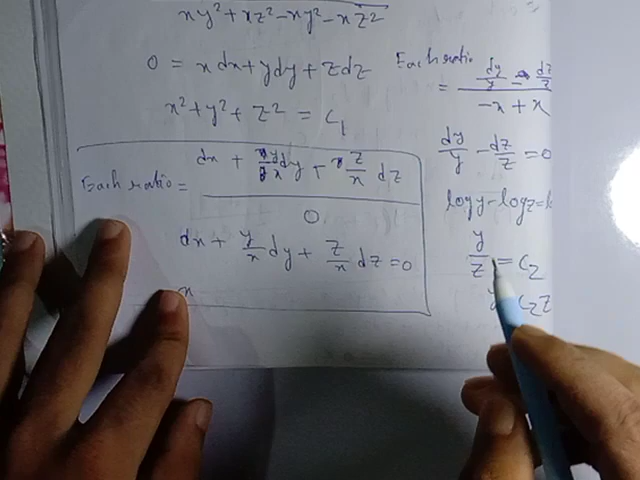 xy² + xz² - xy² - xz²
0 = x dx + y dy + z dz
x² + y² + z² = C₁
Each ratio = dx + y/x dy + z/x dz / 0
dx + y/x dy + z/x dz = 0
x
Each ratio
= dy/y - dz/z / -x + x
dy/y - dz/z = 0
log y - log z = l
y/z = C₂
y C₂ z